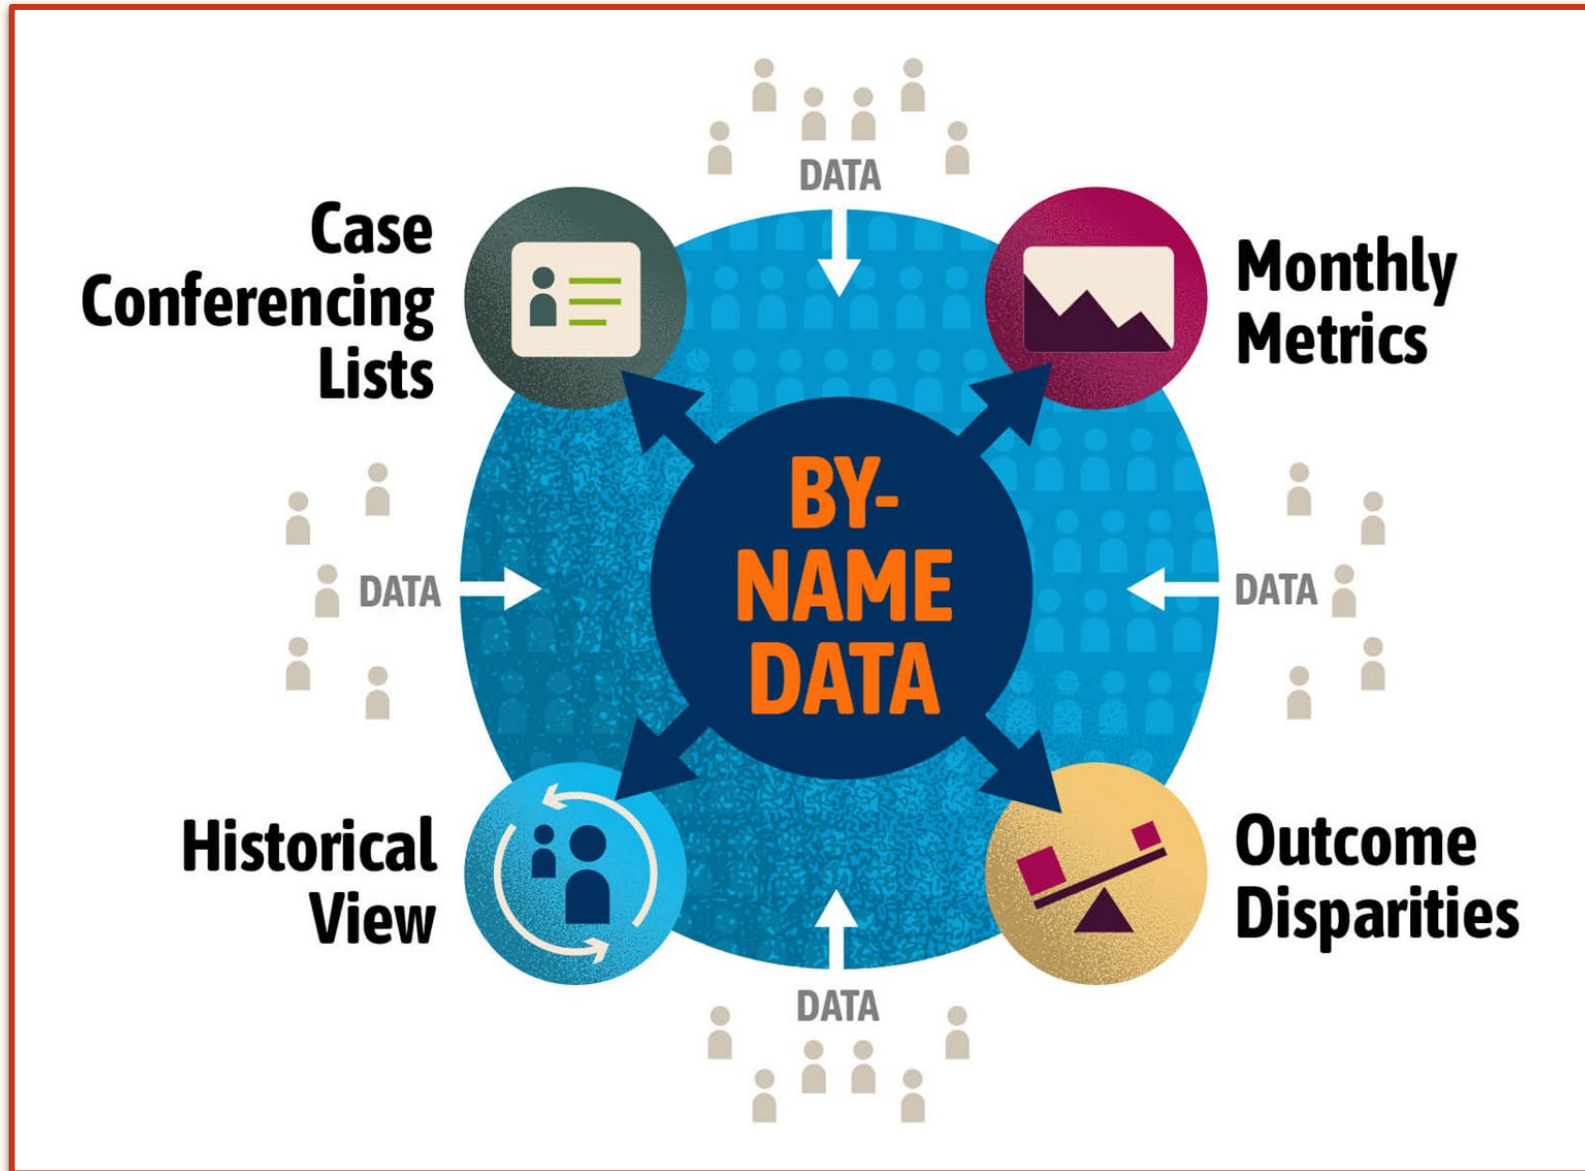 DATA
Case
Conferencing
Lists
Monthly
Metrics
BY-
NAME
DATA
DATA
DATA
Historical
View
Outcome
Disparities
DATA